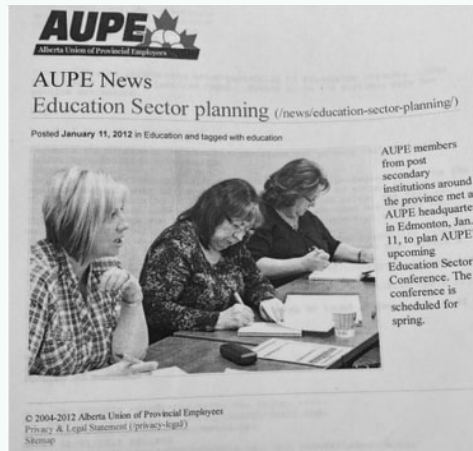 AUPE
Alberta Union of Provincial Employees
AUPE News
Education Sector planning (/news/education-sector-planning/)
Posted January 11, 2012 in Education and tagged with education
AUPE members
from post
secondary
institutions around
the province met a
AUPE headquarte
in Edmonton, Jan.
11, to plan AUPE
upcoming
Education Sector
Conference. The
conference is
scheduled for
spring.
© 2004-2012 Alberta Union of Provincial Employees
Privacy & Legal Statement (/privacy-legal/)
Sitemap